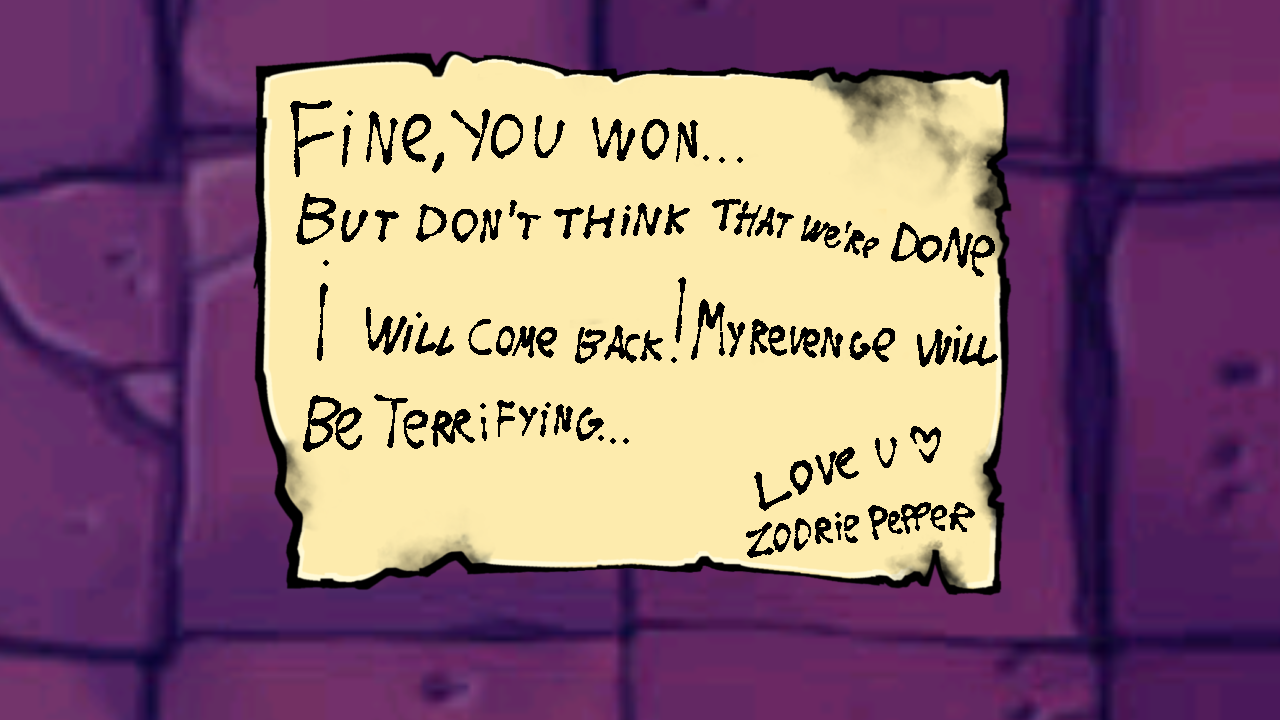 FiNe, YOU WON...
BUT DON'T THiNK THAT We'Re DONe
I WiLL COMe BACK! My ReveNGe WiLL
Be TeRRiFYiNG...
LOVe U ♡
ZODRie PePPeR